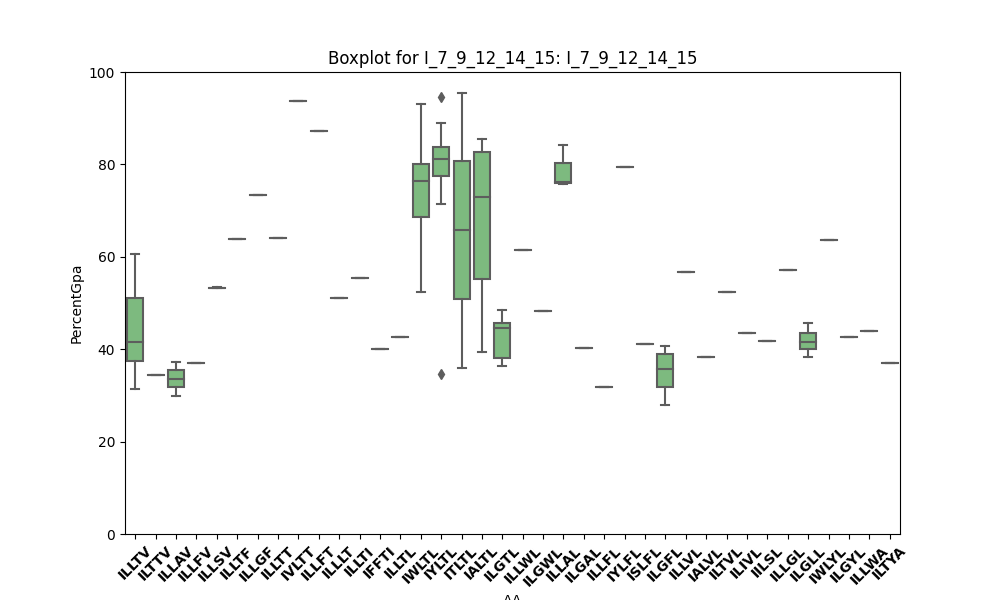 Boxplot for I_7_9_12_14_15: I_7_9_12_14_15
PercentGpa
100
80
60
40
20
0
ILLTV
ILTTV
ILLAV
ILLFV
ILLSV
ILLTF
ILLGF
ILLTT
IVLTT
ILLFT
ILLLT
ILLTI
IFFTI
ILLTL
IWLTL
IYLTL
ITLTL
IALTL
ILGTL
ILLWL
ILGWL
ILLAL
ILGAL
ILLFL
IYLFL
ISLFL
ILGFL
ILLVL
IALVL
ILTVL
ILIVL
IILSL
ILLGL
ILGLL
IWLYL
ILGYL
ILLWA
ILTYA